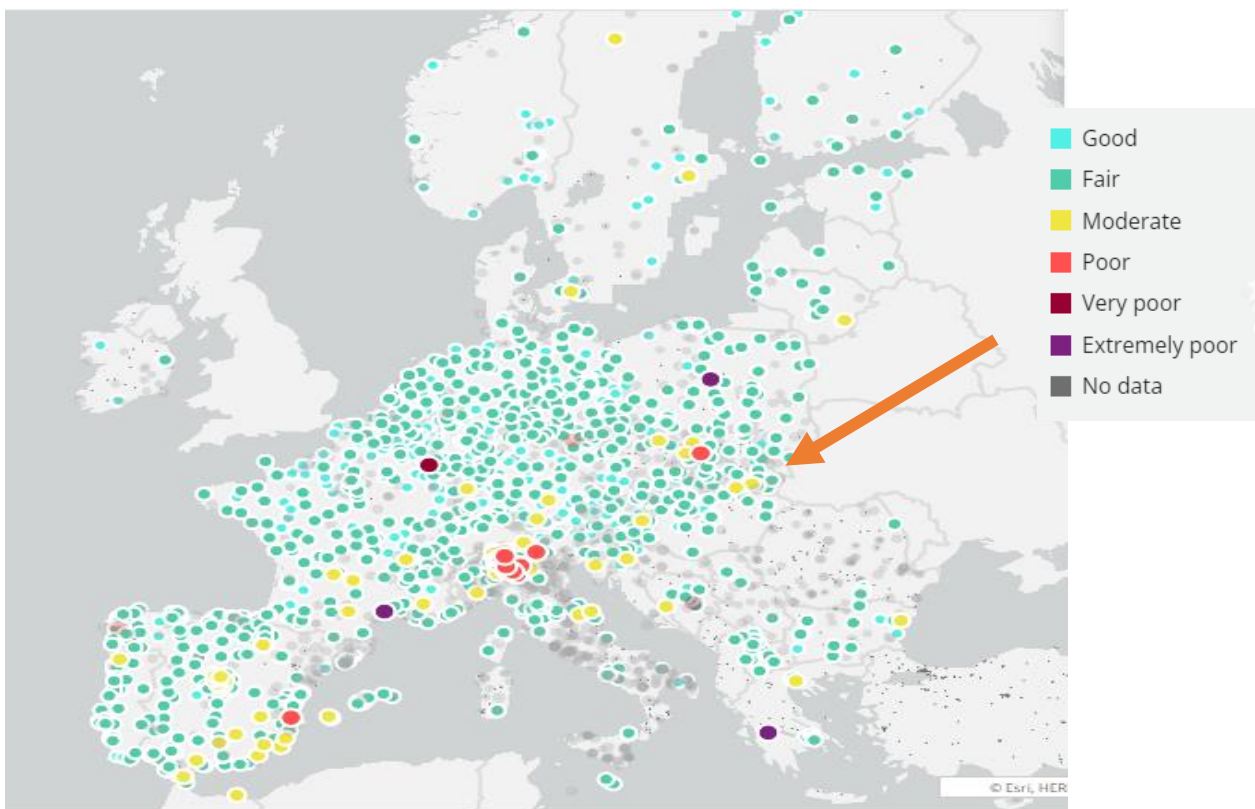 Good
Fair
Moderate
Poor
Very poor
Extremely poor
No data
© Esri, HER